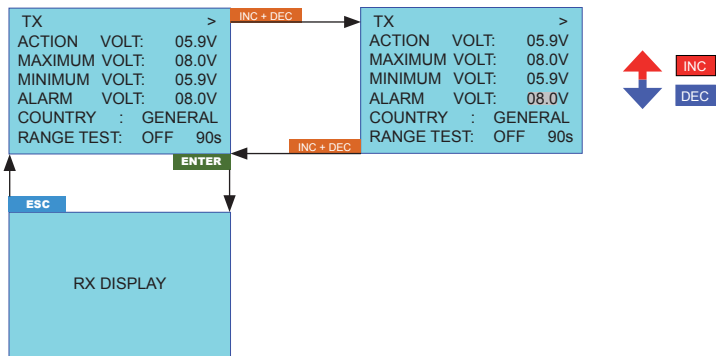 TX >
ACTION VOLT: 05.9V
MAXIMUM VOLT: 08.0V
MINIMUM VOLT: 05.9V
ALARM VOLT: 08.0V
COUNTRY : GENERAL
RANGE TEST: OFF 90s
INC + DEC
TX >
ACTION VOLT: 05.9V
MAXIMUM VOLT: 08.0V
MINIMUM VOLT: 05.9V
ALARM VOLT: 08.0V
COUNTRY : GENERAL
RANGE TEST: OFF 90s
INC
DEC
INC + DEC
ENTER
ESC
RX DISPLAY